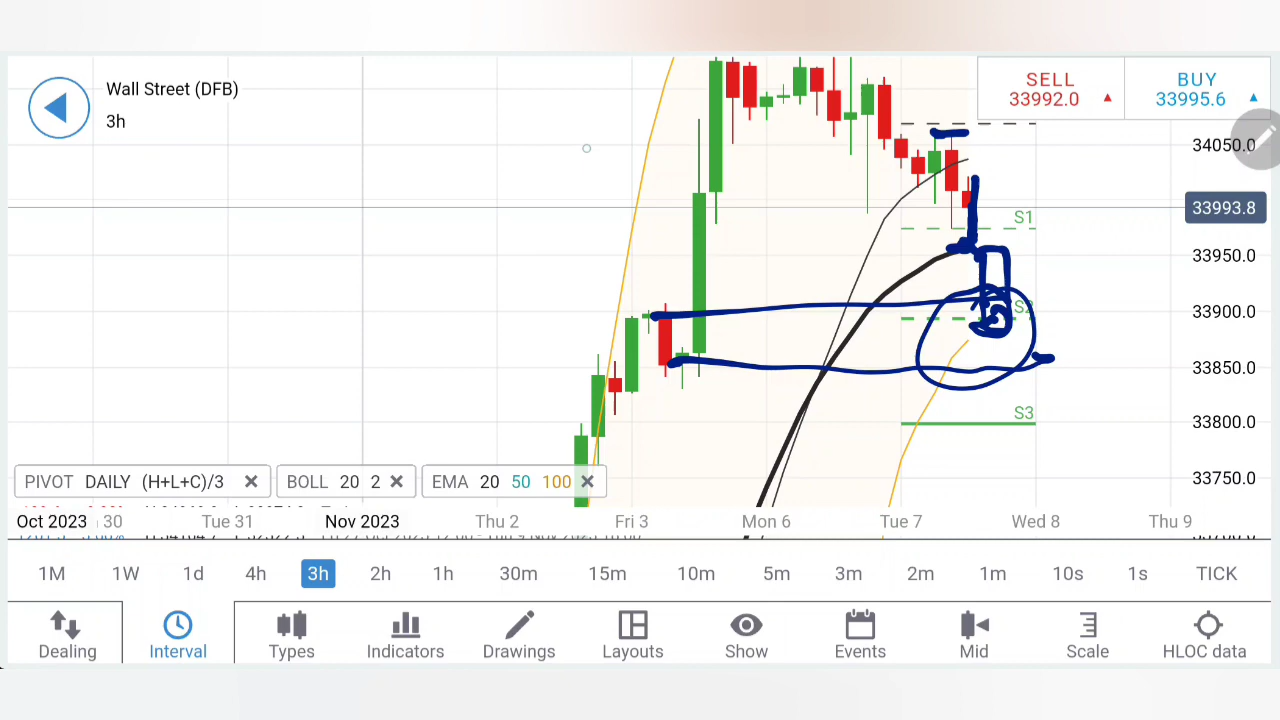 Wall Street (DFB)
3h
SELL
33992.0
BUY
33995.6
34050.0
33993.8
S1
33950.0
S2
33900.0
33850.0
S3
33800.0
33750.0
PIVOT DAILY (H+L+C)/3
BOLL 20 2
EMA 20 50 100
Oct 2023 30 Tue 31 Nov 2023 Thu 2 Fri 3 Mon 6 Tue 7 Wed 8 Thu 9
1M 1W 1d 4h 3h 2h 1h 30m 15m 10m 5m 3m 2m 1m 10s 1s TICK
Dealing Interval Types Indicators Drawings Layouts Show Events Mid Scale HLOC data